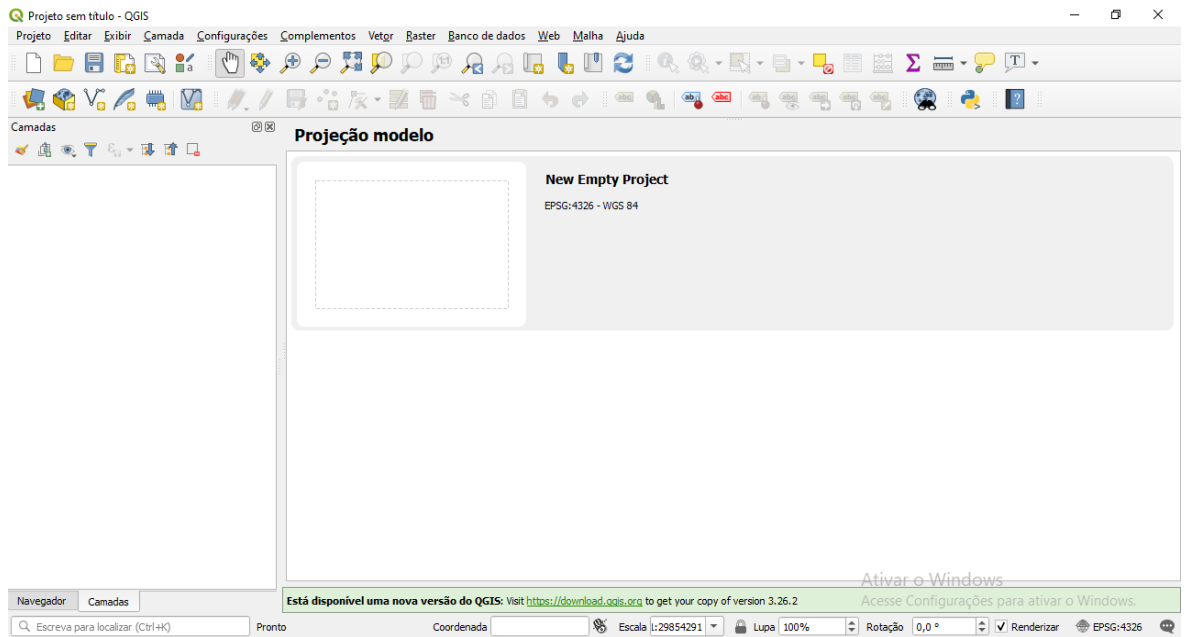 Projeto sem título - QGIS
Projeto Editar Exibir Camada Configurações Complementos Vetor Raster Banco de dados Web Malha Ajuda
Camadas
Projeção modelo
New Empty Project
EPSG:4326 - WGS 84
Ativar o Windows
Acesse Configurações para ativar o Windows.
Navegador Camadas
Está disponível uma nova versão do QGIS: Visit https://download.qgis.org to get your copy of version 3.26.2
Escreva para localizar (Ctrl+K) Pronto Coordenada Escala 1:29854291 Lupa 100% Rotação 0,0 ° Renderizar EPSG:4326